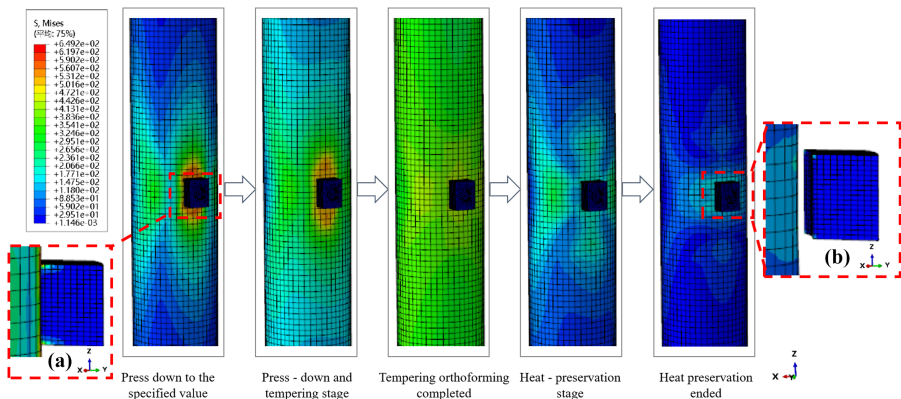 S, Mises
(平均: 75%)
+6.492e+02
+6.197e+02
+5.902e+02
+5.607e+02
+5.312e+02
+5.016e+02
+4.721e+02
+4.426e+02
+4.131e+02
+3.836e+02
+3.541e+02
+3.246e+02
+2.951e+02
+2.656e+02
+2.361e+02
+2.066e+02
+1.771e+02
+1.475e+02
+1.180e+02
+8.853e+01
+5.902e+01
+2.951e+01
+1.146e-03
(a)
Z
X
Y
(b)
Z
X
Y
Z
X
Y
Press down to the
specified value
Press - down and
tempering stage
Tempering orthoforming
completed
Heat - preservation
stage
Heat preservation
ended